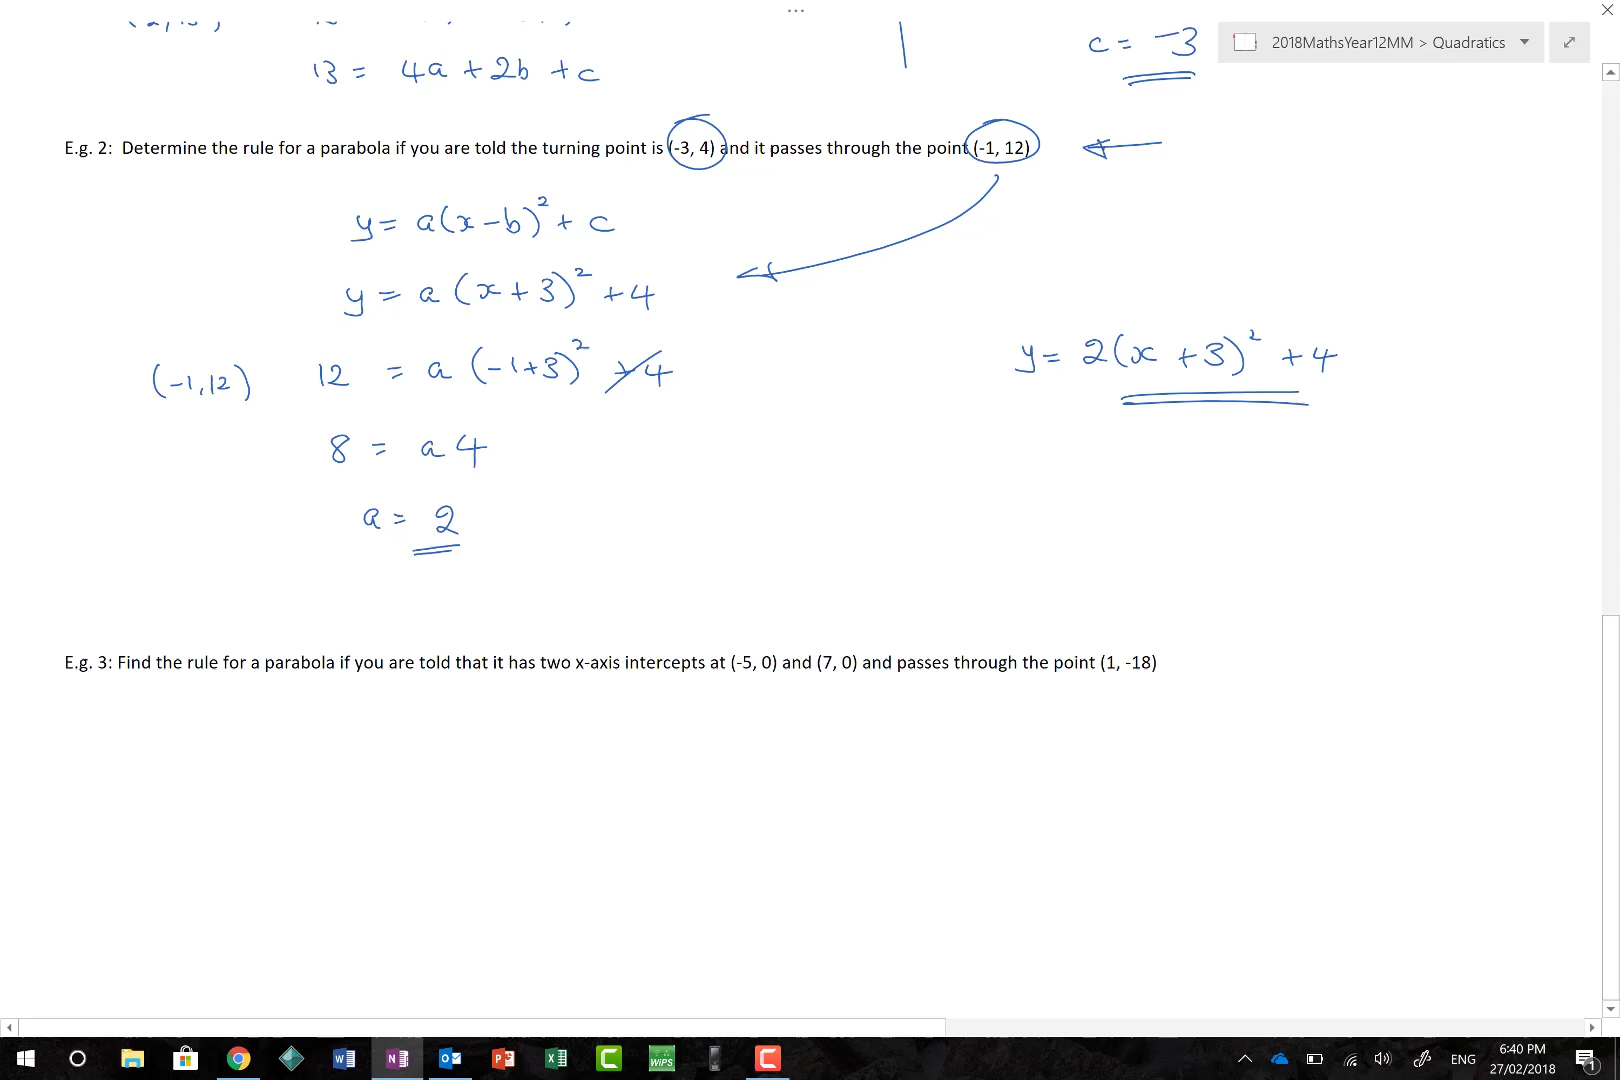 c = -3
2018MathsYear12MM > Quadratics
13 = 4a + 2b + c
E.g. 2: Determine the rule for a parabola if you are told the turning point is (-3, 4) and it passes through the point (-1, 12)
y = a(x-b)² + c
y = a(x+3)² + 4
(-1,12) 12 = a(-1+3)² + 4
y = 2(x+3)² + 4
8 = a4
a = 2
E.g. 3: Find the rule for a parabola if you are told that it has two x-axis intercepts at (-5, 0) and (7, 0) and passes through the point (1, -18)
WiPS
ENG
6:40 PM
27/02/2018
1